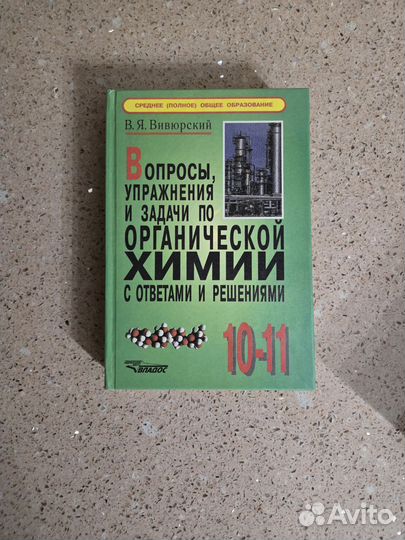 СРЕДНЕЕ (ПОЛНОЕ) ОБЩЕЕ ОБРАЗОВАНИЕ
В. Я. Вивюрский
ВОПРОСЫ,
УПРАЖНЕНИЯ
И ЗАДАЧИ ПО
ОРГАНИЧЕСКОЙ
ХИМИИ
С ОТВЕТАМИ И РЕШЕНИЯМИ
10-11
ВЛАДОС
Avito